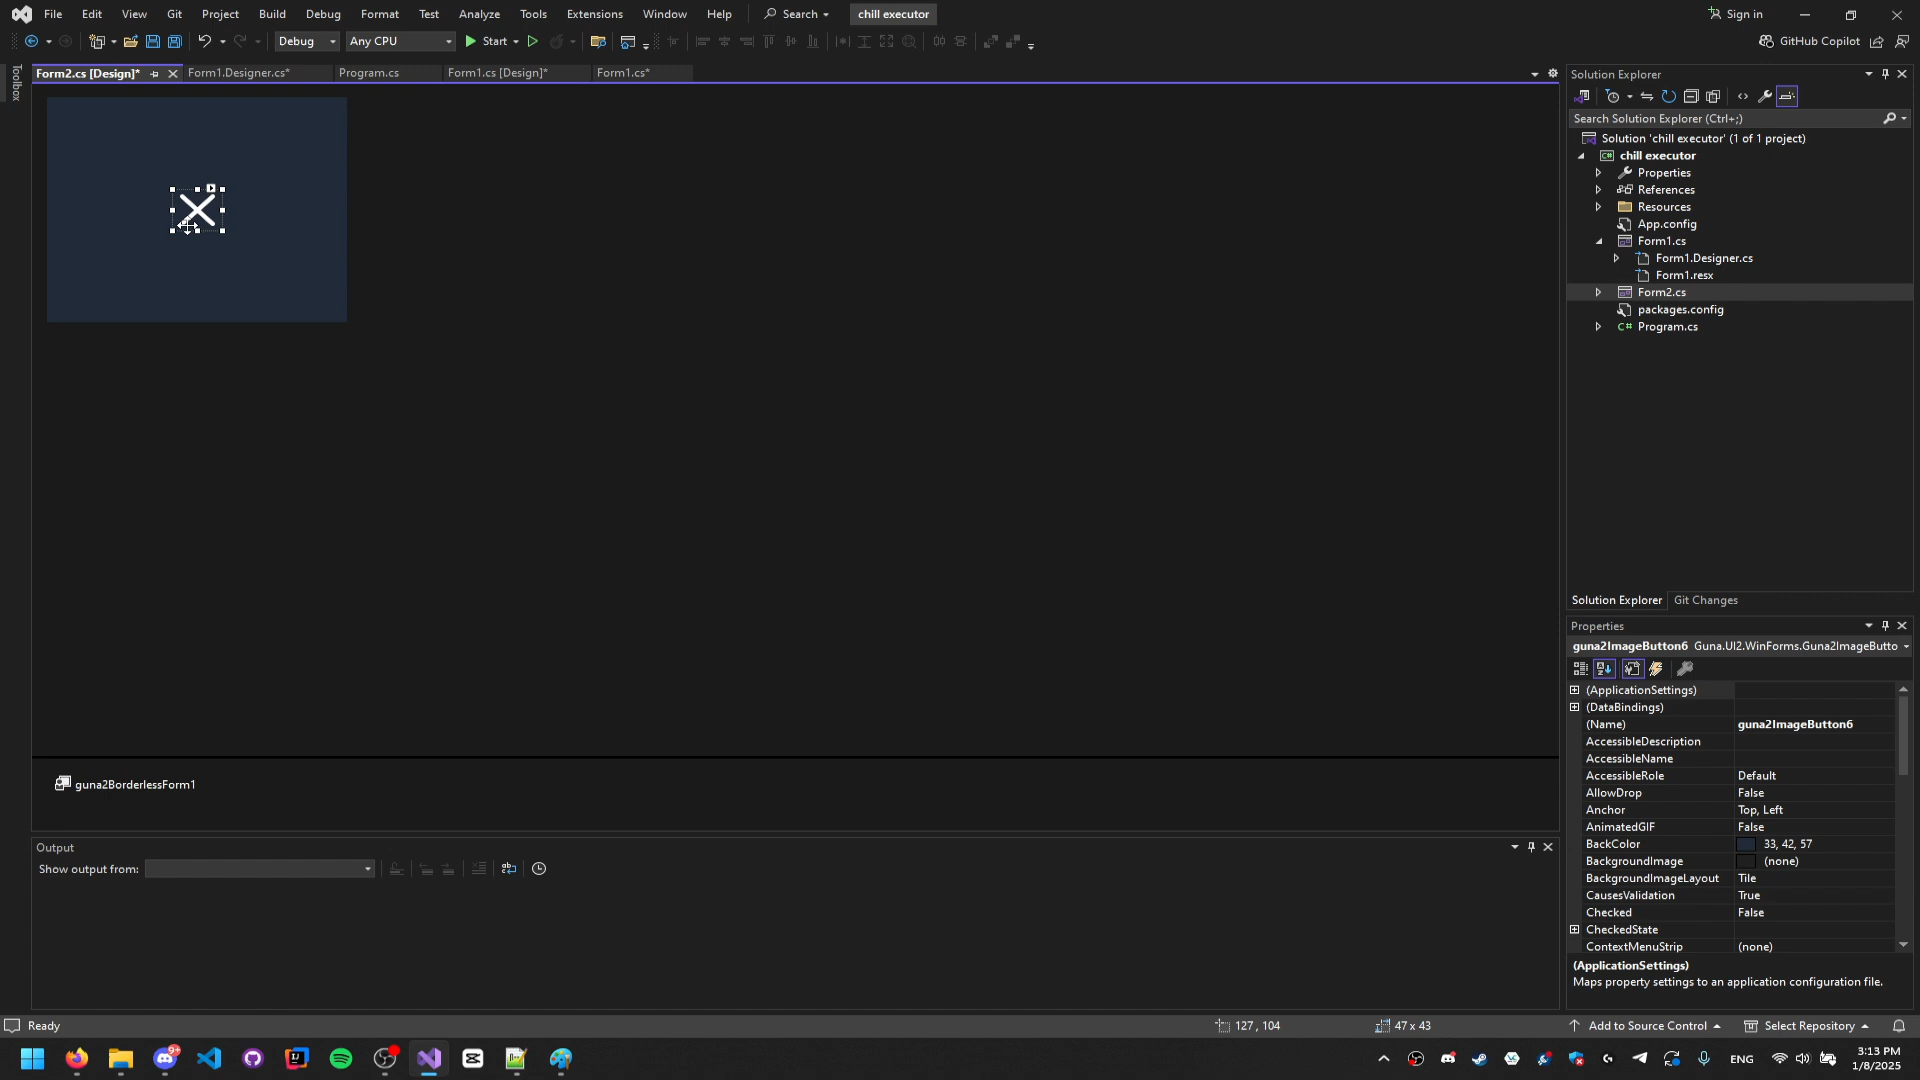 File Edit View Git Project Build Debug Format Test Analyze Tools Extensions Window Help Search chill executor Sign in
Debug Any CPU Start GitHub Copilot
Toolbox
Form2.cs [Design]* Form1.Designer.cs* Program.cs Form1.cs [Design]* Form1.cs*
guna2BorderlessForm1
Output
Show output from:
Solution Explorer
Search Solution Explorer (Ctrl+;)
Solution 'chill executor' (1 of 1 project)
C# chill executor
Properties
References
Resources
App.config
Form1.cs
Form1.Designer.cs
Form1.resx
Form2.cs
packages.config
C# Program.cs
Solution Explorer Git Changes
Properties
guna2ImageButton6 Guna.UI2.WinForms.Guna2ImageButto
(ApplicationSettings)
(DataBindings)
(Name) guna2ImageButton6
AccessibleDescription
AccessibleName
AccessibleRole Default
AllowDrop False
Anchor Top, Left
AnimatedGIF False
BackColor 33, 42, 57
BackgroundImage (none)
BackgroundImageLayout Tile
CausesValidation True
Checked False
CheckedState
ContextMenuStrip (none)
(ApplicationSettings)
Maps property settings to an application configuration file.
Ready 127 , 104 47 x 43 Add to Source Control Select Repository
9+ ENG 3:13 PM
1/8/2025